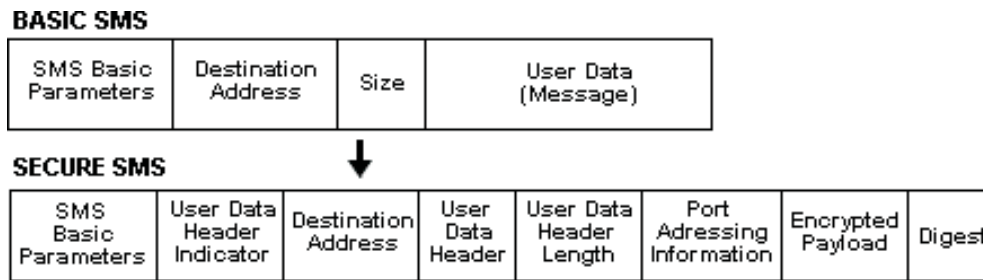 BASIC SMS
SMS Basic Parameters
Destination Address
Size
User Data (Message)
SECURE SMS
SMS Basic Parameters
User Data Header Indicator
Destination Address
User Data Header
User Data Header Length
Port Adressing Information
Encrypted Payload
Digest